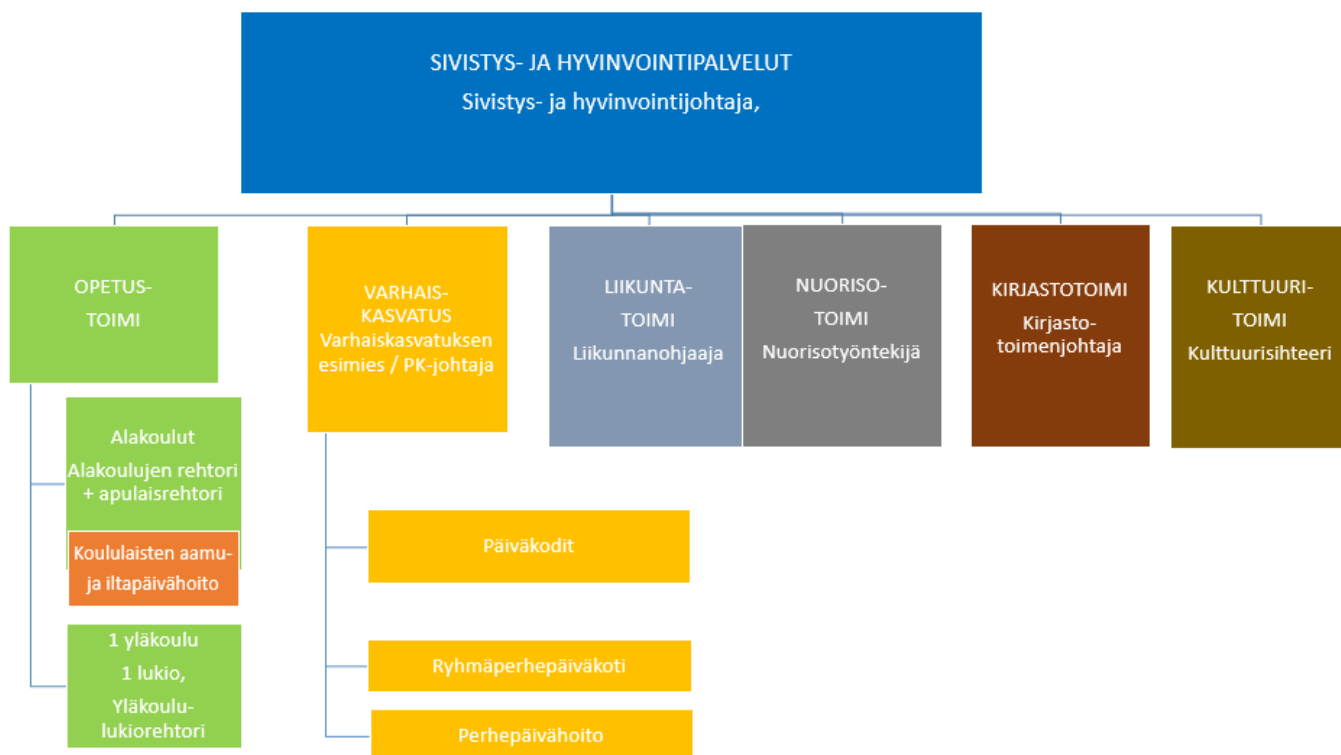 SIVISTYS- JA HYVINVOINTIPALVELUT
Sivistys- ja hyvinvointijohtaja,
OPETUS-
TOIMI
VARHAIS-
KASVATUS
Varhaiskasvatuksen
esimies / PK-johtaja
LIIKUNTA-
TOIMI
Liikunnanohjaaja
NUORISO-
TOIMI
Nuorisotyöntekijä
KIRJASTOTOIMI
Kirjasto-
toimenjohtaja
KULTTUURI-
TOIMI
Kulttuurisihteeri
Alakoulut
Alakoulujen rehtori
+ apulaisrehtori
Koululaisten aamu-
ja iltapäivähoito
1 yläkoulu
1 lukio,
Yläkoulu-
lukiorehtori
Päiväkodit
Ryhmäperhepäiväkoti
Perhepäivähoito